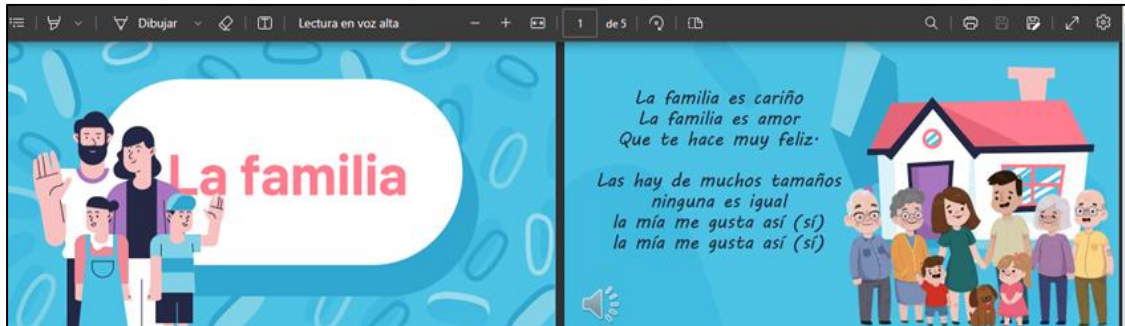 Dibujar
Lectura en voz alta
1 de 5
La familia
La familia es cariño
La familia es amor
Que te hace muy feliz.
Las hay de muchos tamaños
ninguna es igual
la mía me gusta así (sí)
la mía me gusta así (sí)